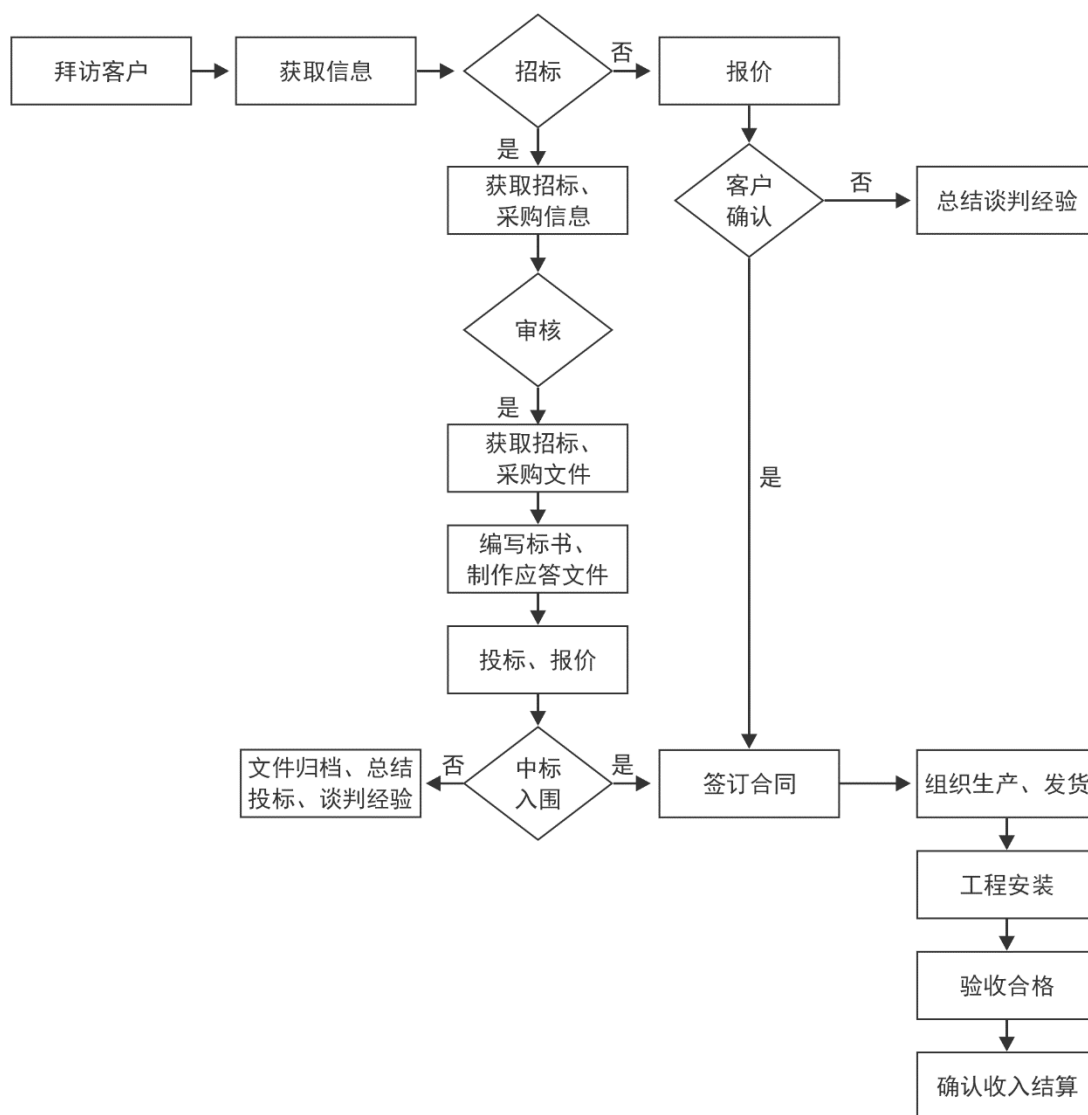 拜访客户
获取信息
招标
否
报价
是
获取招标、
采购信息
客户
确认
否
总结谈判经验
审核
是
获取招标、
采购文件
是
编写标书、
制作应答文件
投标、报价
文件归档、总结
投标、谈判经验
否
中标
入围
是
签订合同
组织生产、发货
工程安装
验收合格
确认收入结算